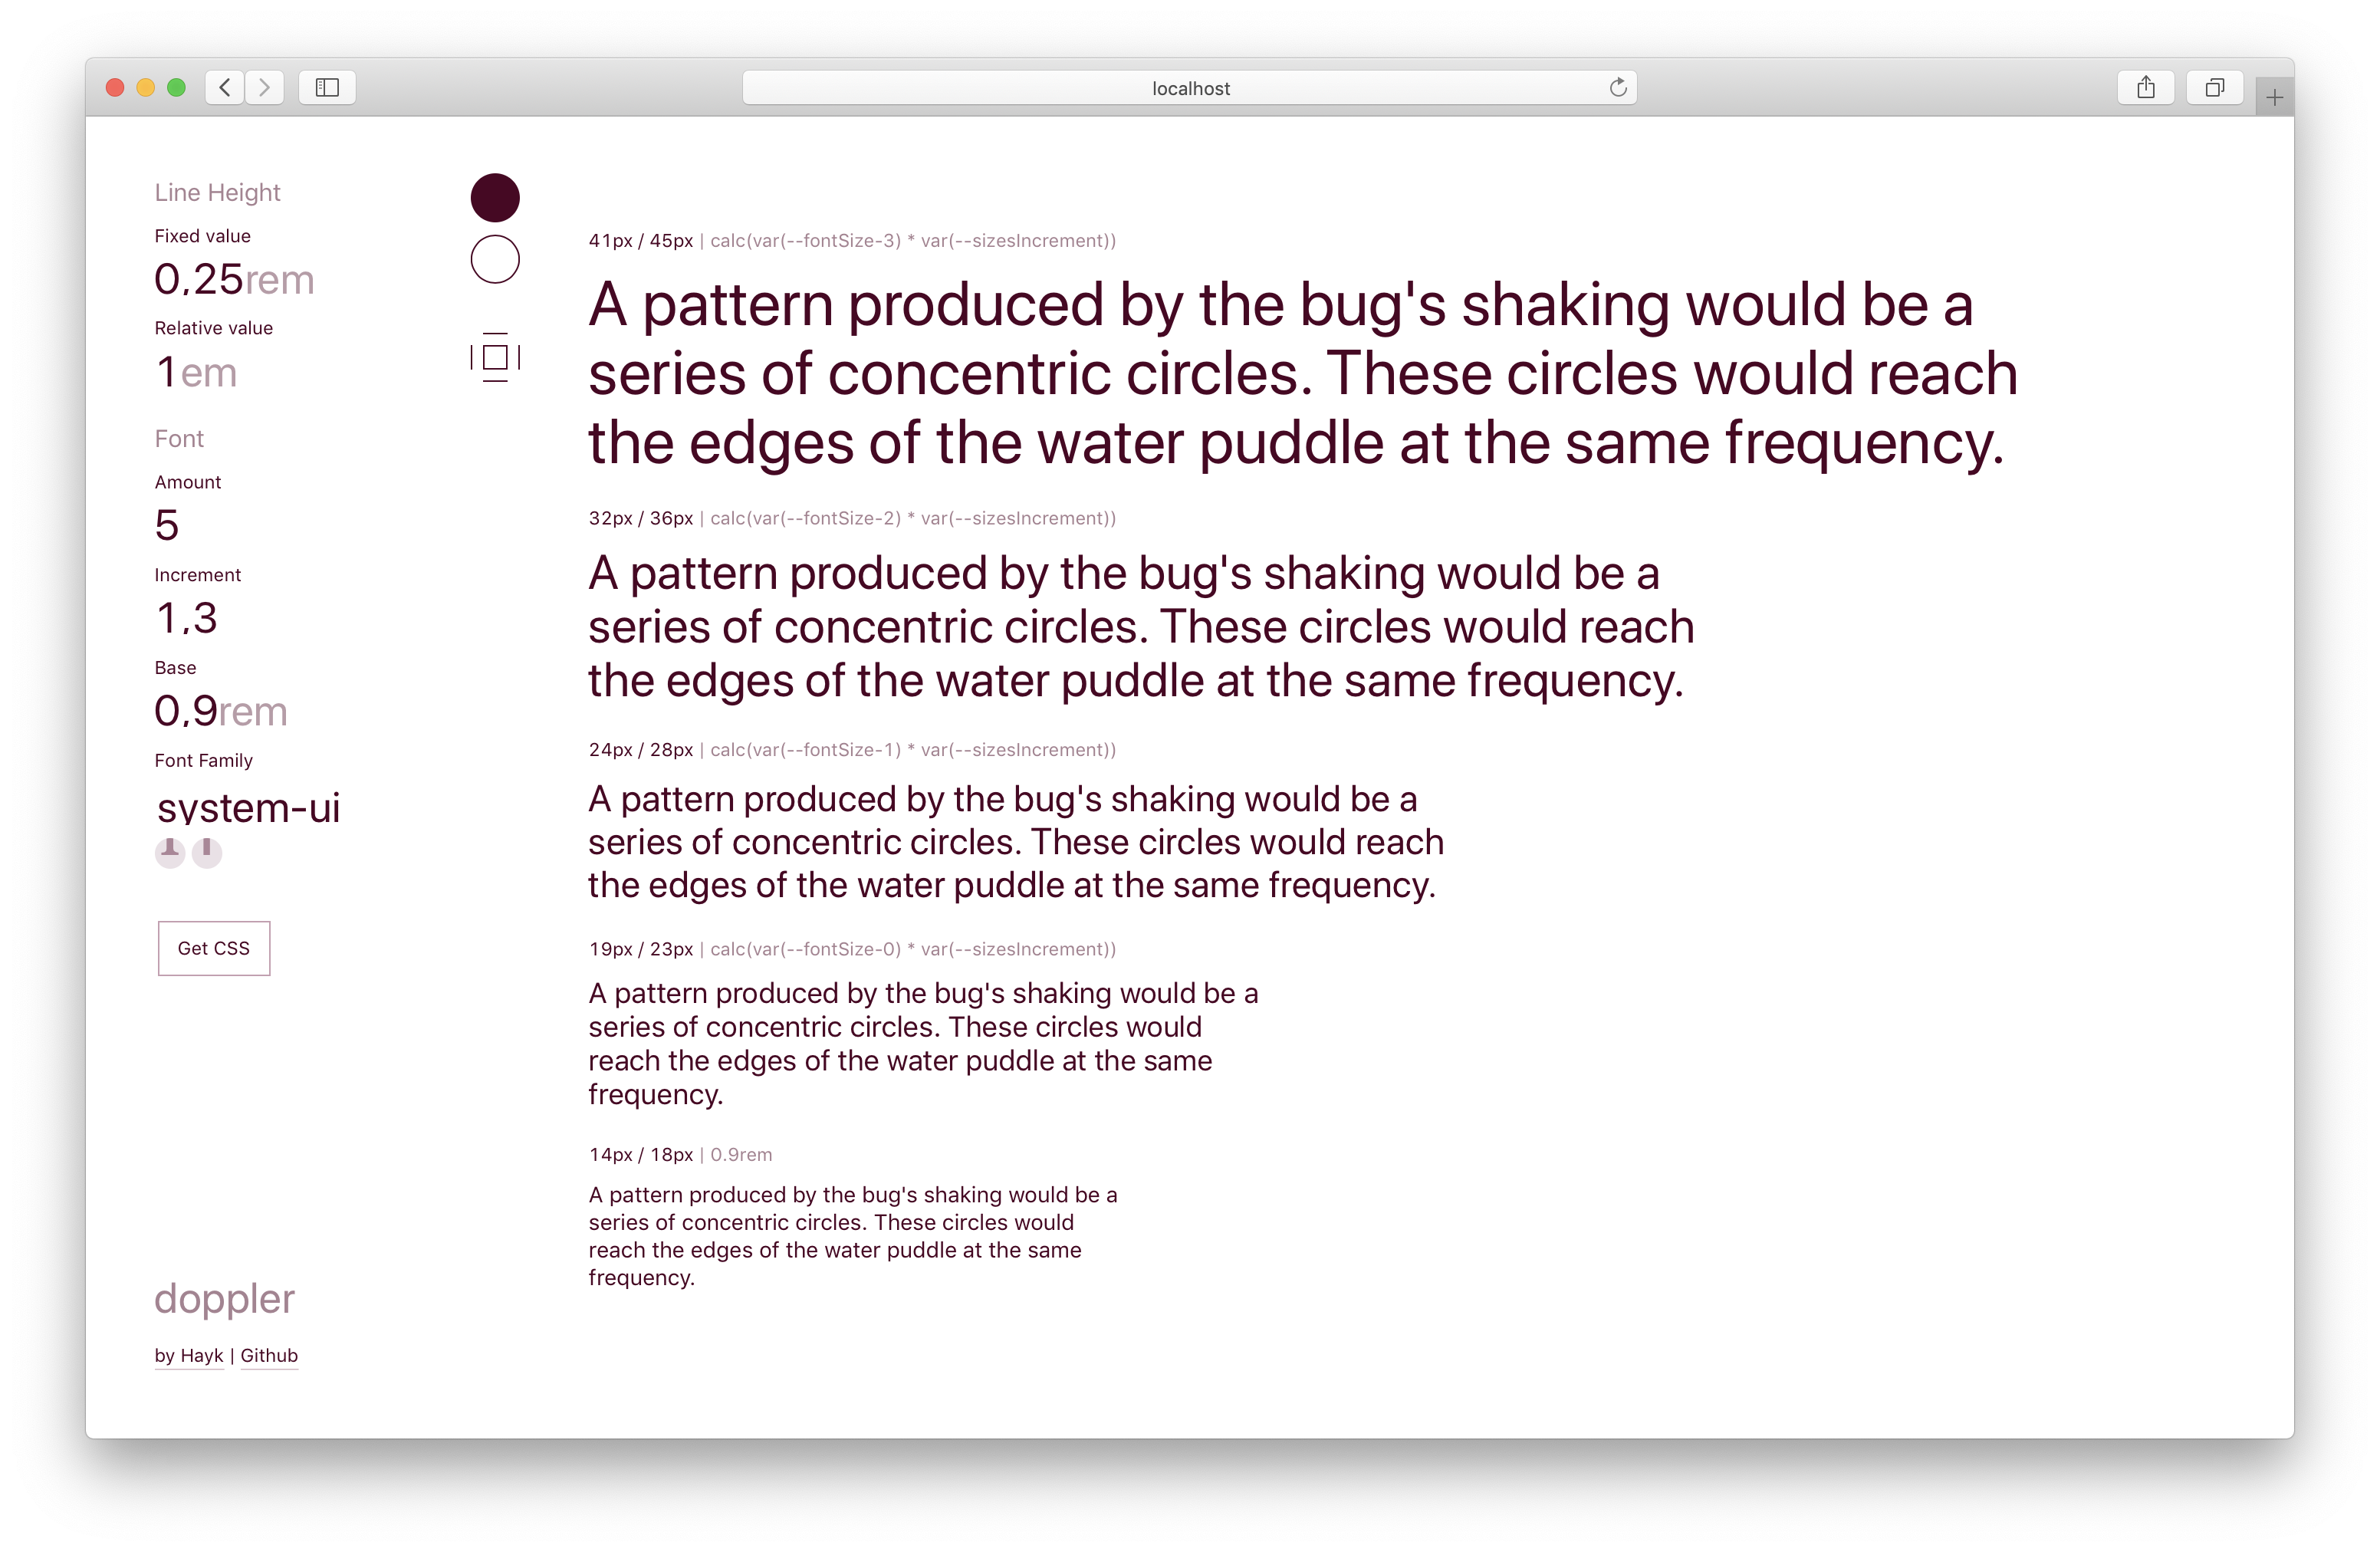 localhost
Line Height
Fixed value
0,25rem
Relative value
1em
Font
Amount
5
Increment
1,3
Base
0,9rem
Font Family
system-ui
Get CSS
doppler
by Hayk | Github
41px / 45px | calc(var(--fontSize-3) * var(--sizesIncrement))
A pattern produced by the bug's shaking would be a
series of concentric circles. These circles would reach
the edges of the water puddle at the same frequency.
32px / 36px | calc(var(--fontSize-2) * var(--sizesIncrement))
A pattern produced by the bug's shaking would be a
series of concentric circles. These circles would reach
the edges of the water puddle at the same frequency.
24px / 28px | calc(var(--fontSize-1) * var(--sizesIncrement))
A pattern produced by the bug's shaking would be a
series of concentric circles. These circles would reach
the edges of the water puddle at the same frequency.
19px / 23px | calc(var(--fontSize-0) * var(--sizesIncrement))
A pattern produced by the bug's shaking would be a
series of concentric circles. These circles would
reach the edges of the water puddle at the same
frequency.
14px / 18px | 0.9rem
A pattern produced by the bug's shaking would be a
series of concentric circles. These circles would
reach the edges of the water puddle at the same
frequency.